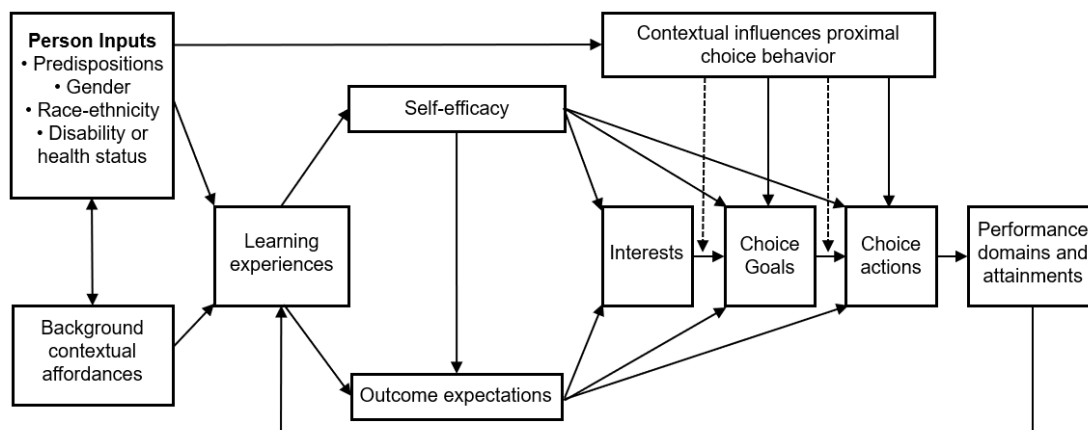 Person Inputs
• Predispositions
• Gender
• Race-ethnicity
• Disability or
health status
Contextual influences proximal
choice behavior
Self-efficacy
Learning
experiences
Interests
Choice
Goals
Choice
actions
Performance
domains and
attainments
Background
contextual
affordances
Outcome expectations